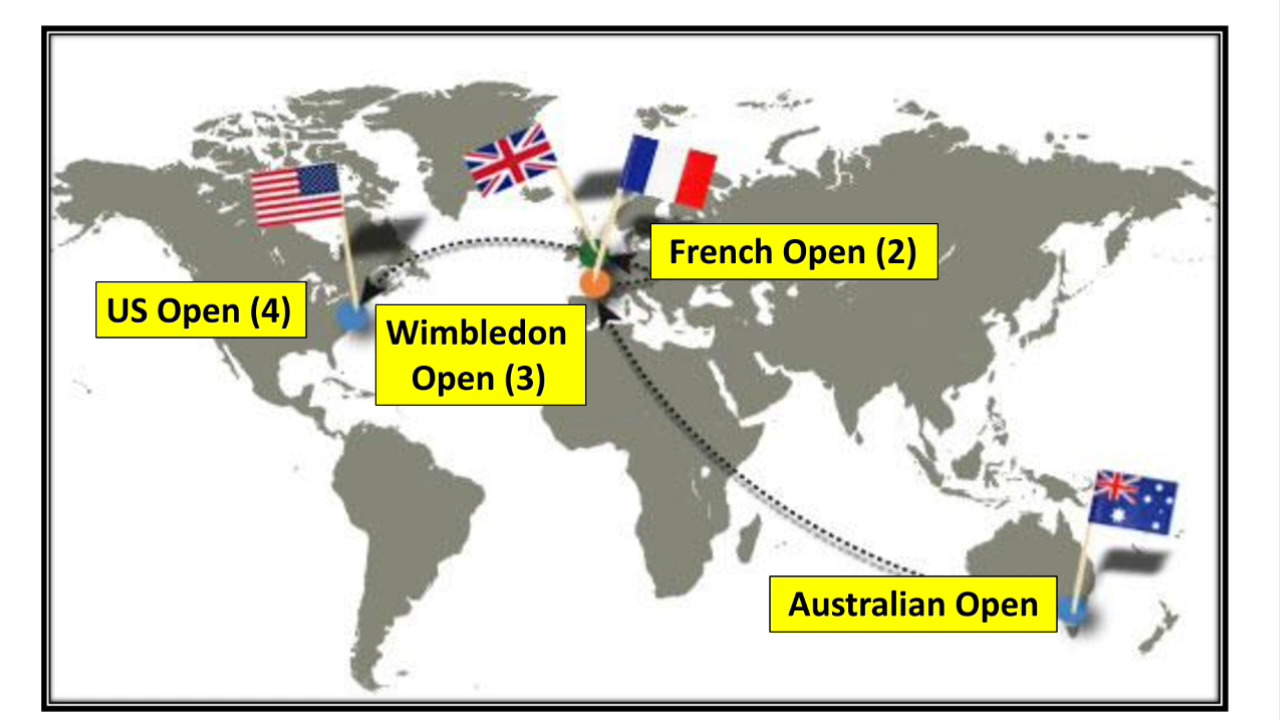 French Open (2)
US Open (4)
Wimbledon
Open (3)
Australian Open